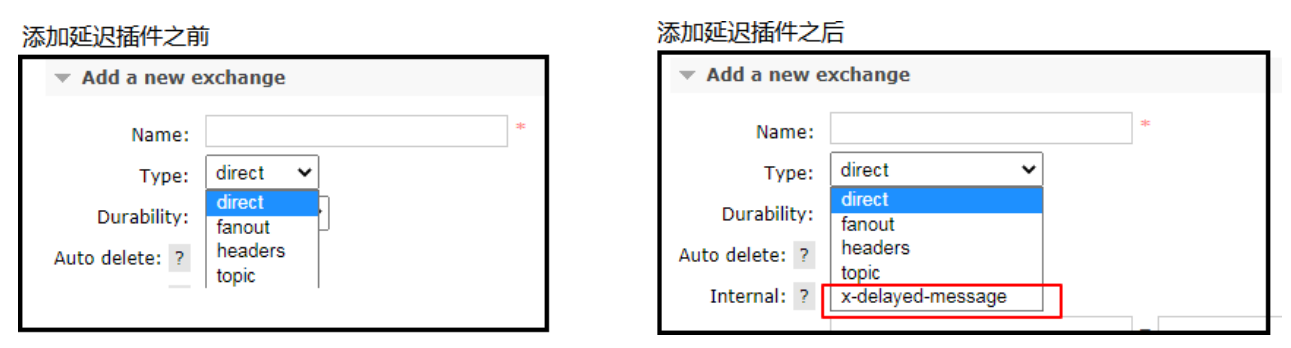 添加延迟插件之前
Add a new exchange
Name:
*
Type:
direct
direct
fanout
headers
topic
Durability:
Auto delete: ?
添加延迟插件之后
Add a new exchange
Name:
*
Type:
direct
direct
fanout
headers
topic
x-delayed-message
Durability:
Auto delete: ?
Internal: ?